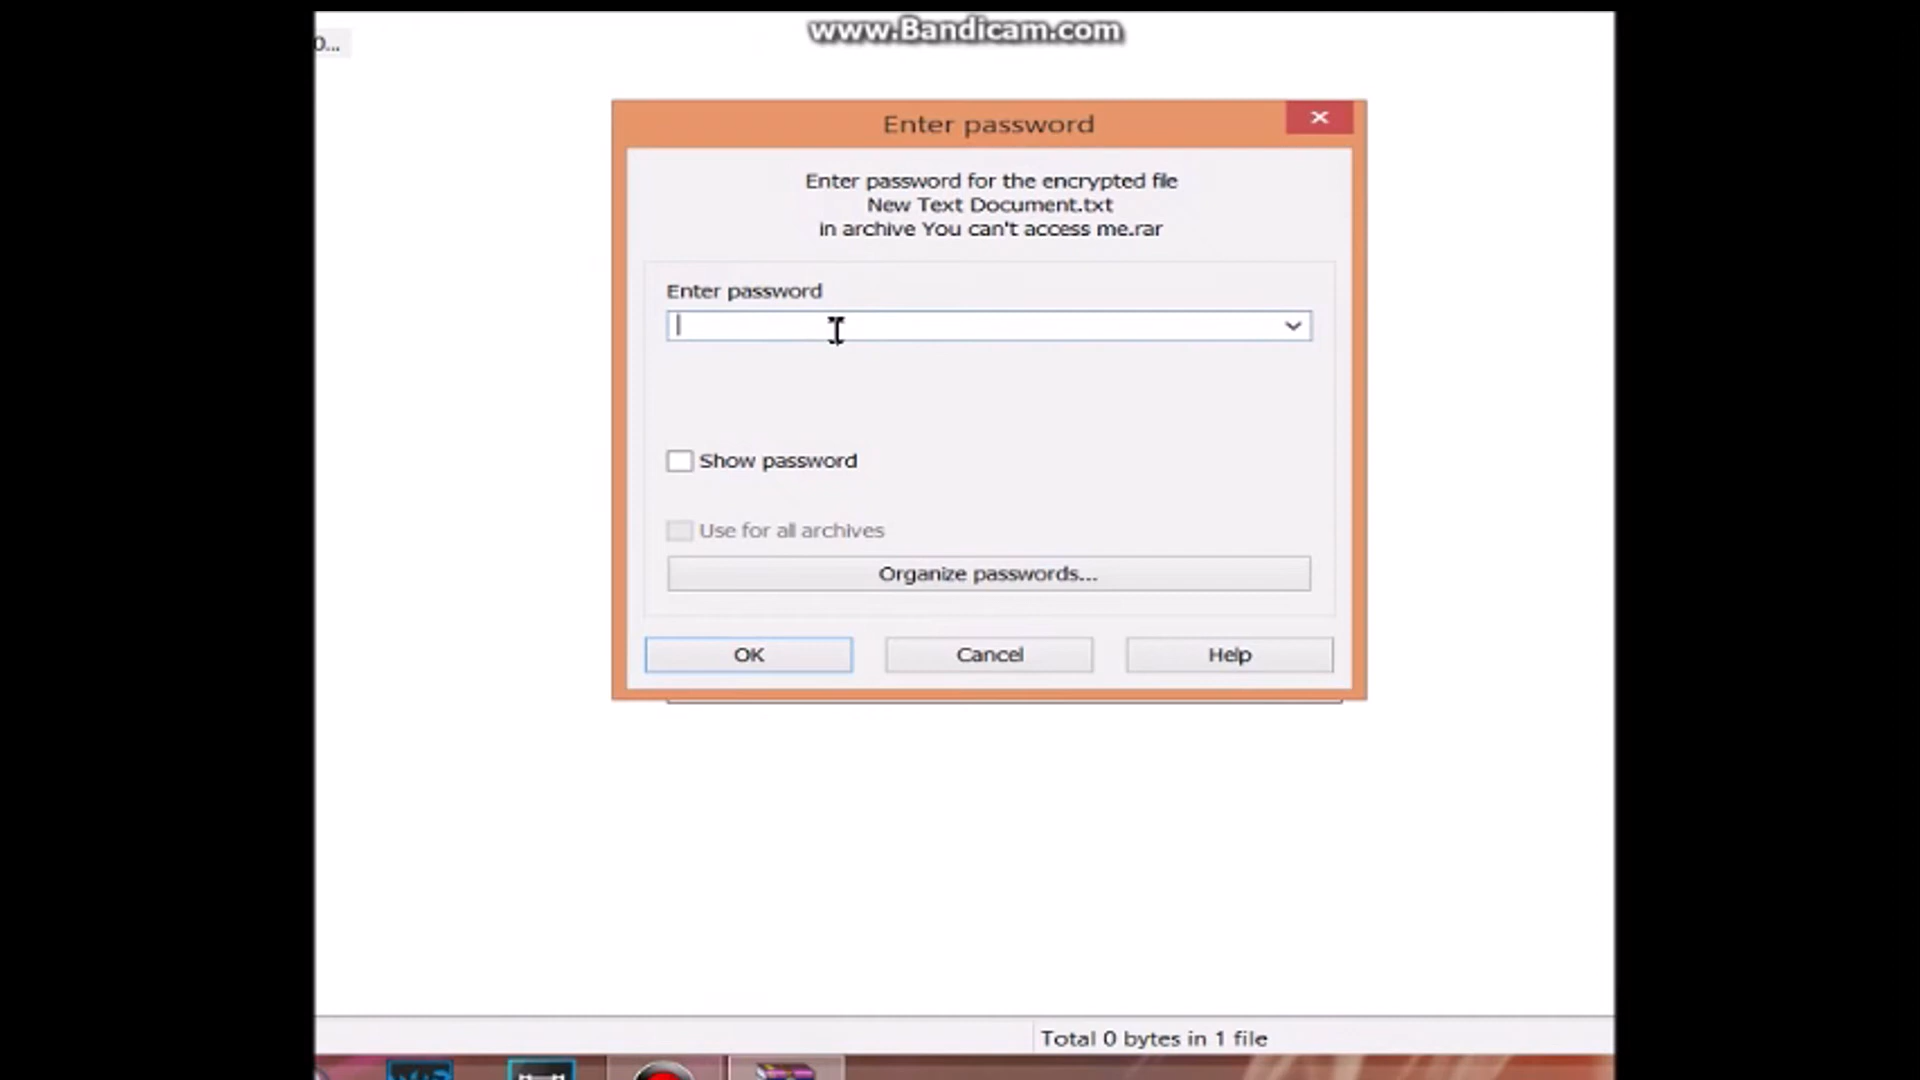 www.Bandicam.com
o...
Enter password
Enter password for the encrypted file
New Text Document.txt
in archive You can't access me.rar
Enter password
Show password
Use for all archives
Organize passwords...
OK
Cancel
Help
Total 0 bytes in 1 file